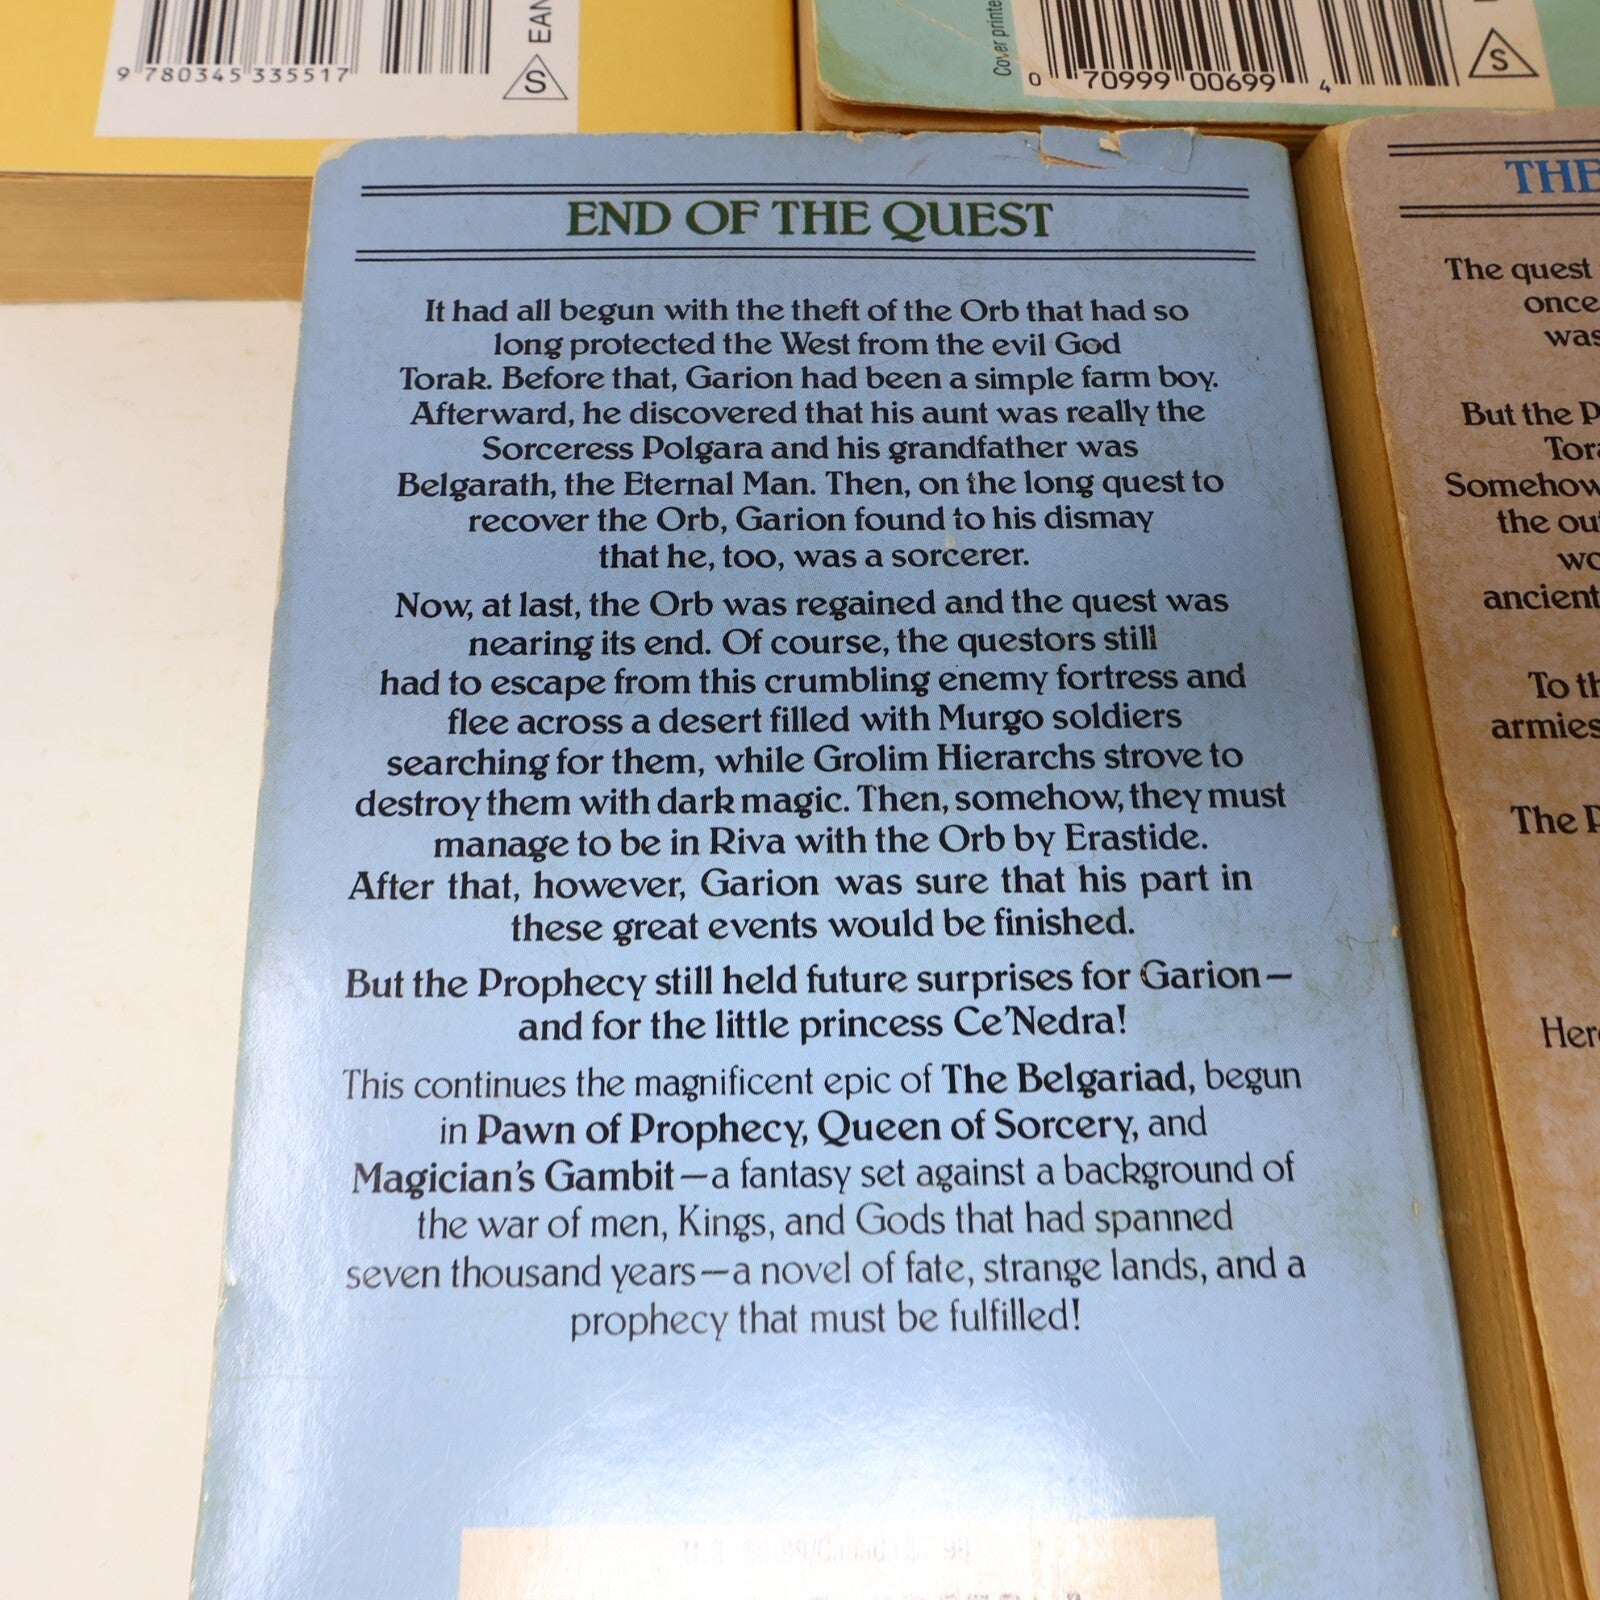 9 780345 335517
EAN
S
Cover printe
0 70999 00699 4
S
END OF THE QUEST
It had all begun with the theft of the Orb that had so
long protected the West from the evil God
Torak. Before that, Garion had been a simple farm boy.
Afterward, he discovered that his aunt was really the
Sorceress Polgara and his grandfather was
Belgarath, the Eternal Man. Then, on the long quest to
recover the Orb, Garion found to his dismay
that he, too, was a sorcerer.
Now, at last, the Orb was regained and the quest was
nearing its end. Of course, the questors still
had to escape from this crumbling enemy fortress and
flee across a desert filled with Murgo soldiers
searching for them, while Grolim Hierarchs strove to
destroy them with dark magic. Then, somehow, they must
manage to be in Riva with the Orb by Erastide.
After that, however, Garion was sure that his part in
these great events would be finished.
But the Prophecy still held future surprises for Garion—
and for the little princess Ce'Nedra!
This continues the magnificent epic of The Belgariad, begun
in Pawn of Prophecy, Queen of Sorcery, and
Magician's Gambit—a fantasy set against a background of
the war of men, Kings, and Gods that had spanned
seven thousand years—a novel of fate, strange lands, and a
prophecy that must be fulfilled!
THE
The quest
once
was
But the P
Tora
Somehow
the ou
wo
ancient
To th
armies
The P
Her